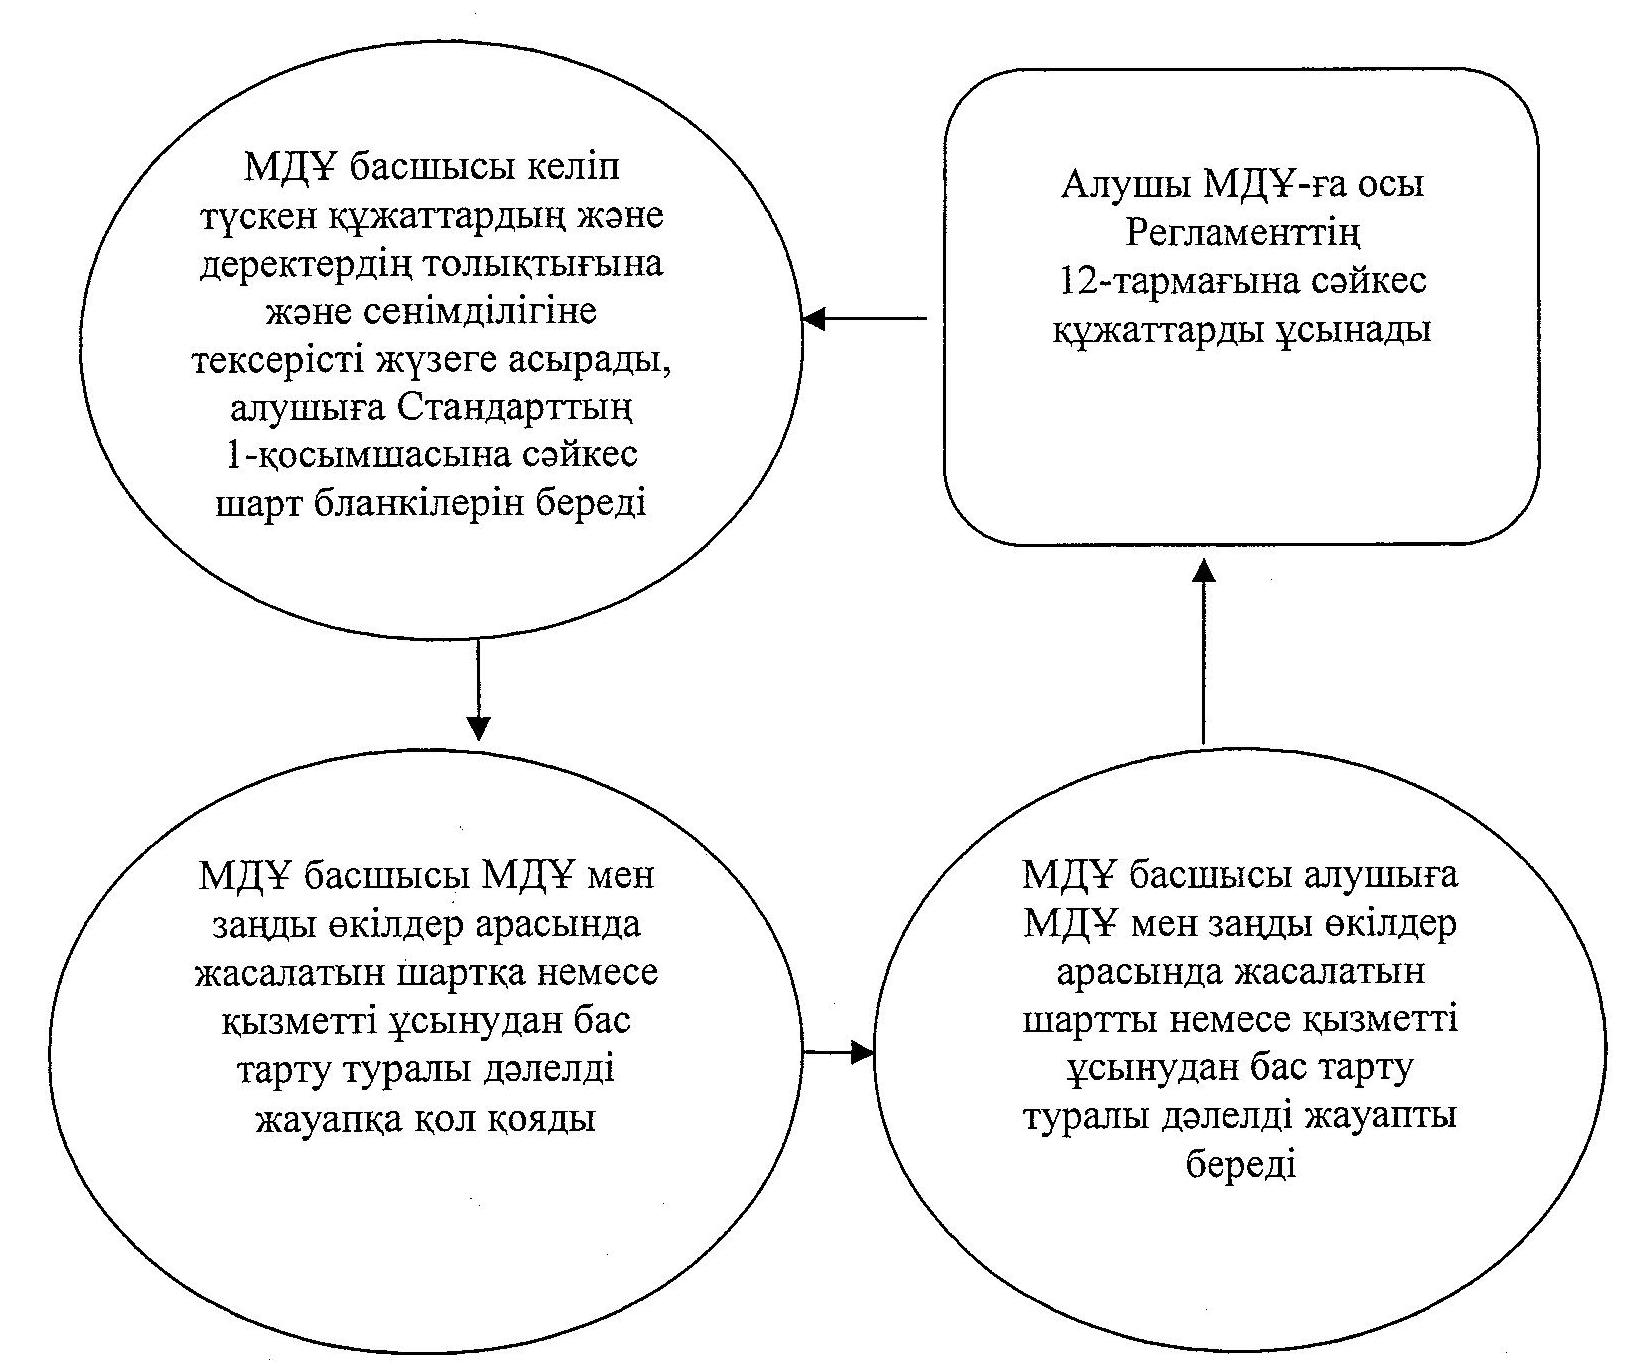 МДҰ басшысы келіп
түскен құжаттардың және
деректердің толықтығына
және сенімділігіне
тексерісті жүзеге асырады,
алушыға Стандарттың
1-қосымшасына сәйкес
шарт бланкілерін береді
Алушы МДҰ-ға осы
Регламенттің
12-тармағына сәйкес
құжаттарды ұсынады
МДҰ басшысы МДҰ мен
заңды өкілдер арасында
жасалатын шартқа немесе
қызметті ұсынудан бас
тарту туралы дәлелді
жауапқа қол қояды
МДҰ басшысы алушыға
МДҰ мен заңды өкілдер
арасында жасалатын
шартты немесе қызметті
ұсынудан бас тарту
туралы дәлелді жауапты
береді